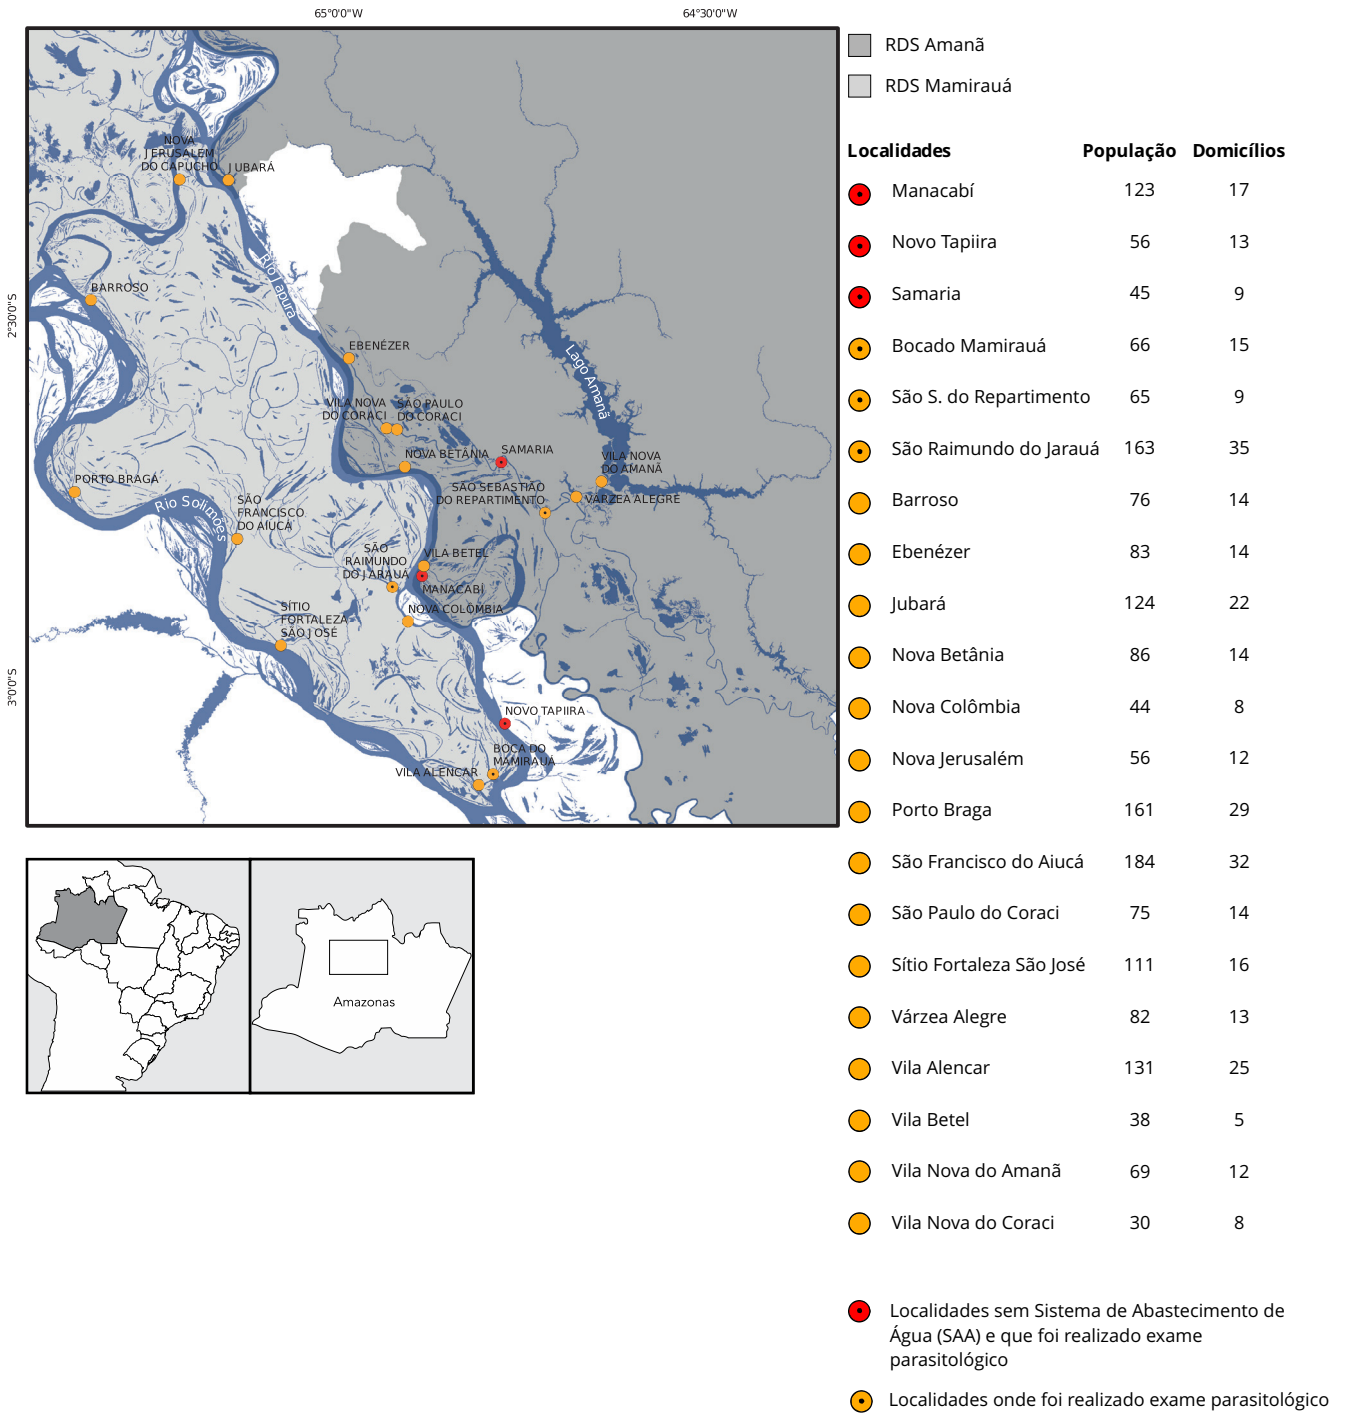 65°0'0"W
64°30'0"W
2°30'0"S
3°0'0"S
NOVA
JERUSALÉM
DO CAPUCHO
JUBARÁ
BARROSO
Rio Japurá
EBENÉZER
Lago Amanã
VILA NOVA
DO CORACI
SÃO PAULO
DO CORACI
NOVA BETÂNIA
SAMARIA
VILA NOVA
DO AMANÃ
PORTO BRAGA
SÃO SEBASTIÃO
DO REPARTIMENTO
VÁRZEA ALEGRE
Rio Solimões
SÃO
FRANCISCO
DO AIUCÁ
SÃO
RAIMUNDO
DO JARAUÁ
VILA BETEL
MANACABÍ
NOVA COLÔMBIA
SÍTIO
FORTALEZA
SÃO JOSÉ
NOVO TAPIIRA
BOCA DO
MAMIRAUÁ
VILA ALENCAR
Amazonas
RDS Amanã
RDS Mamirauá
Localidades População Domicílios
Manacabí 123 17
Novo Tapiira 56 13
Samaria 45 9
Bocado Mamirauá 66 15
São S. do Repartimento 65 9
São Raimundo do Jarauá 163 35
Barroso 76 14
Ebenézer 83 14
Jubará 124 22
Nova Betânia 86 14
Nova Colômbia 44 8
Nova Jerusalém 56 12
Porto Braga 161 29
São Francisco do Aiucá 184 32
São Paulo do Coraci 75 14
Sítio Fortaleza São José 111 16
Várzea Alegre 82 13
Vila Alencar 131 25
Vila Betel 38 5
Vila Nova do Amanã 69 12
Vila Nova do Coraci 30 8
Localidades sem Sistema de Abastecimento de
Água (SAA) e que foi realizado exame
parasitológico
Localidades onde foi realizado exame parasitológico